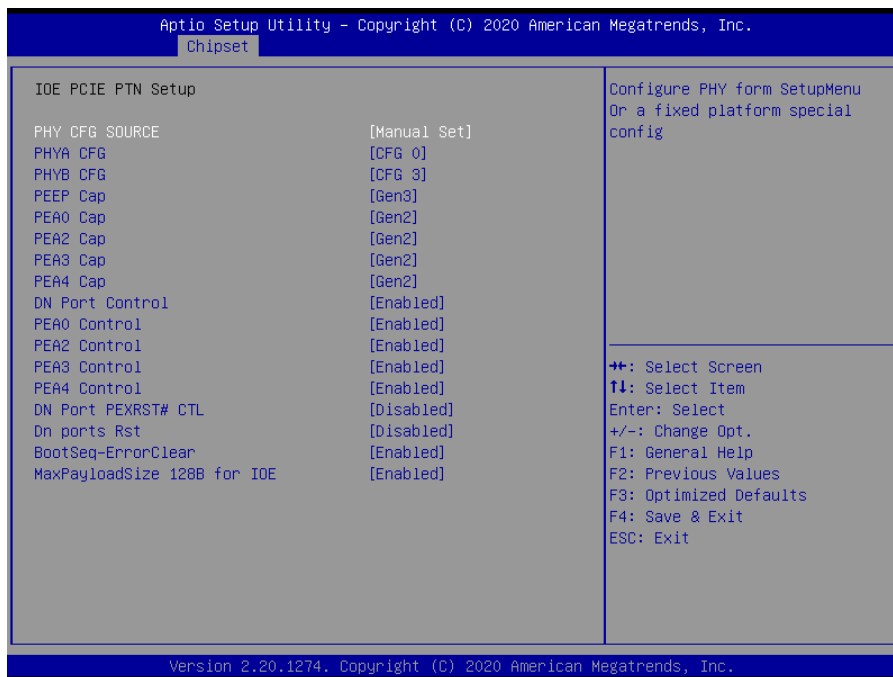 Aptio Setup Utility – Copyright (C) 2020 American Megatrends, Inc.
Chipset
IOE PCIE PTN Setup
PHY CFG SOURCE [Manual Set]
PHYA CFG [CFG 0]
PHYB CFG [CFG 3]
PEEP Cap [Gen3]
PEA0 Cap [Gen2]
PEA2 Cap [Gen2]
PEA3 Cap [Gen2]
PEA4 Cap [Gen2]
DN Port Control [Enabled]
PEA0 Control [Enabled]
PEA2 Control [Enabled]
PEA3 Control [Enabled]
PEA4 Control [Enabled]
DN Port PEXRST# CTL [Disabled]
Dn ports Rst [Disabled]
BootSeq-ErrorClear [Enabled]
MaxPayloadSize 128B for IOE [Enabled]
Configure PHY form SetupMenu
Or a fixed platform special
config
→←: Select Screen
↑↓: Select Item
Enter: Select
+/-: Change Opt.
F1: General Help
F2: Previous Values
F3: Optimized Defaults
F4: Save & Exit
ESC: Exit
Version 2.20.1274. Copyright (C) 2020 American Megatrends, Inc.